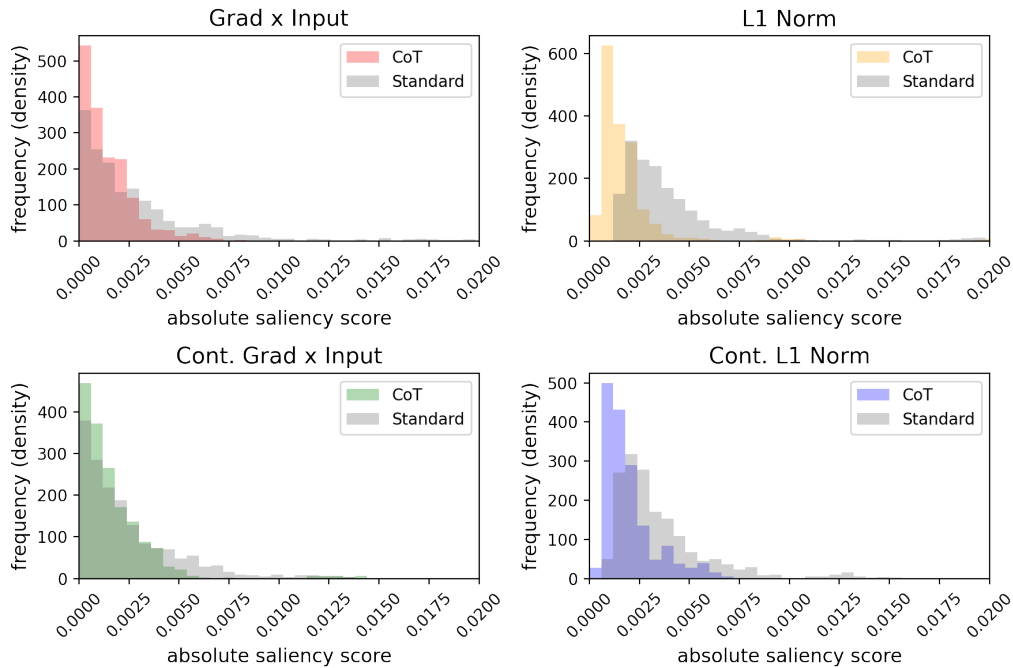 Grad x Input
frequency (density)
500
400
300
200
100
0
CoT
Standard
0.0000
0.0025
0.0050
0.0075
0.0100
0.0125
0.0150
0.0175
0.0200
absolute saliency score
L1 Norm
frequency (density)
600
400
200
0
CoT
Standard
0.0000
0.0025
0.0050
0.0075
0.0100
0.0125
0.0150
0.0175
0.0200
absolute saliency score
Cont. Grad x Input
frequency (density)
400
300
200
100
0
CoT
Standard
0.0000
0.0025
0.0050
0.0075
0.0100
0.0125
0.0150
0.0175
0.0200
absolute saliency score
Cont. L1 Norm
frequency (density)
500
400
300
200
100
0
CoT
Standard
0.0000
0.0025
0.0050
0.0075
0.0100
0.0125
0.0150
0.0175
0.0200
absolute saliency score